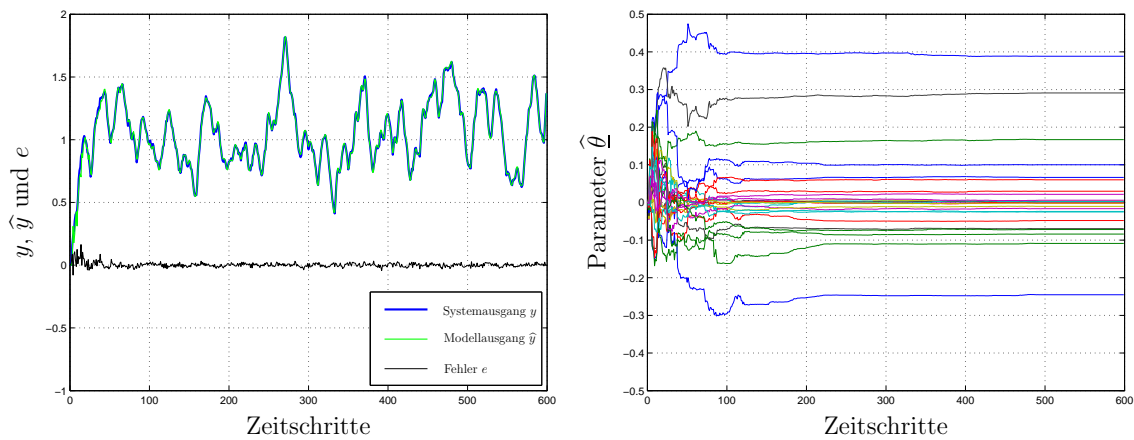 y, ŷ und e
2
1.5
1
0.5
0
−0.5
−1
0 100 200 300 400 500 600
Zeitschritte
Systemausgang y
Modellausgang ŷ
Fehler e
Parameter θ̲̂
0.5
0.4
0.3
0.2
0.1
0
−0.1
−0.2
−0.3
−0.4
−0.5
0 100 200 300 400 500 600
Zeitschritte